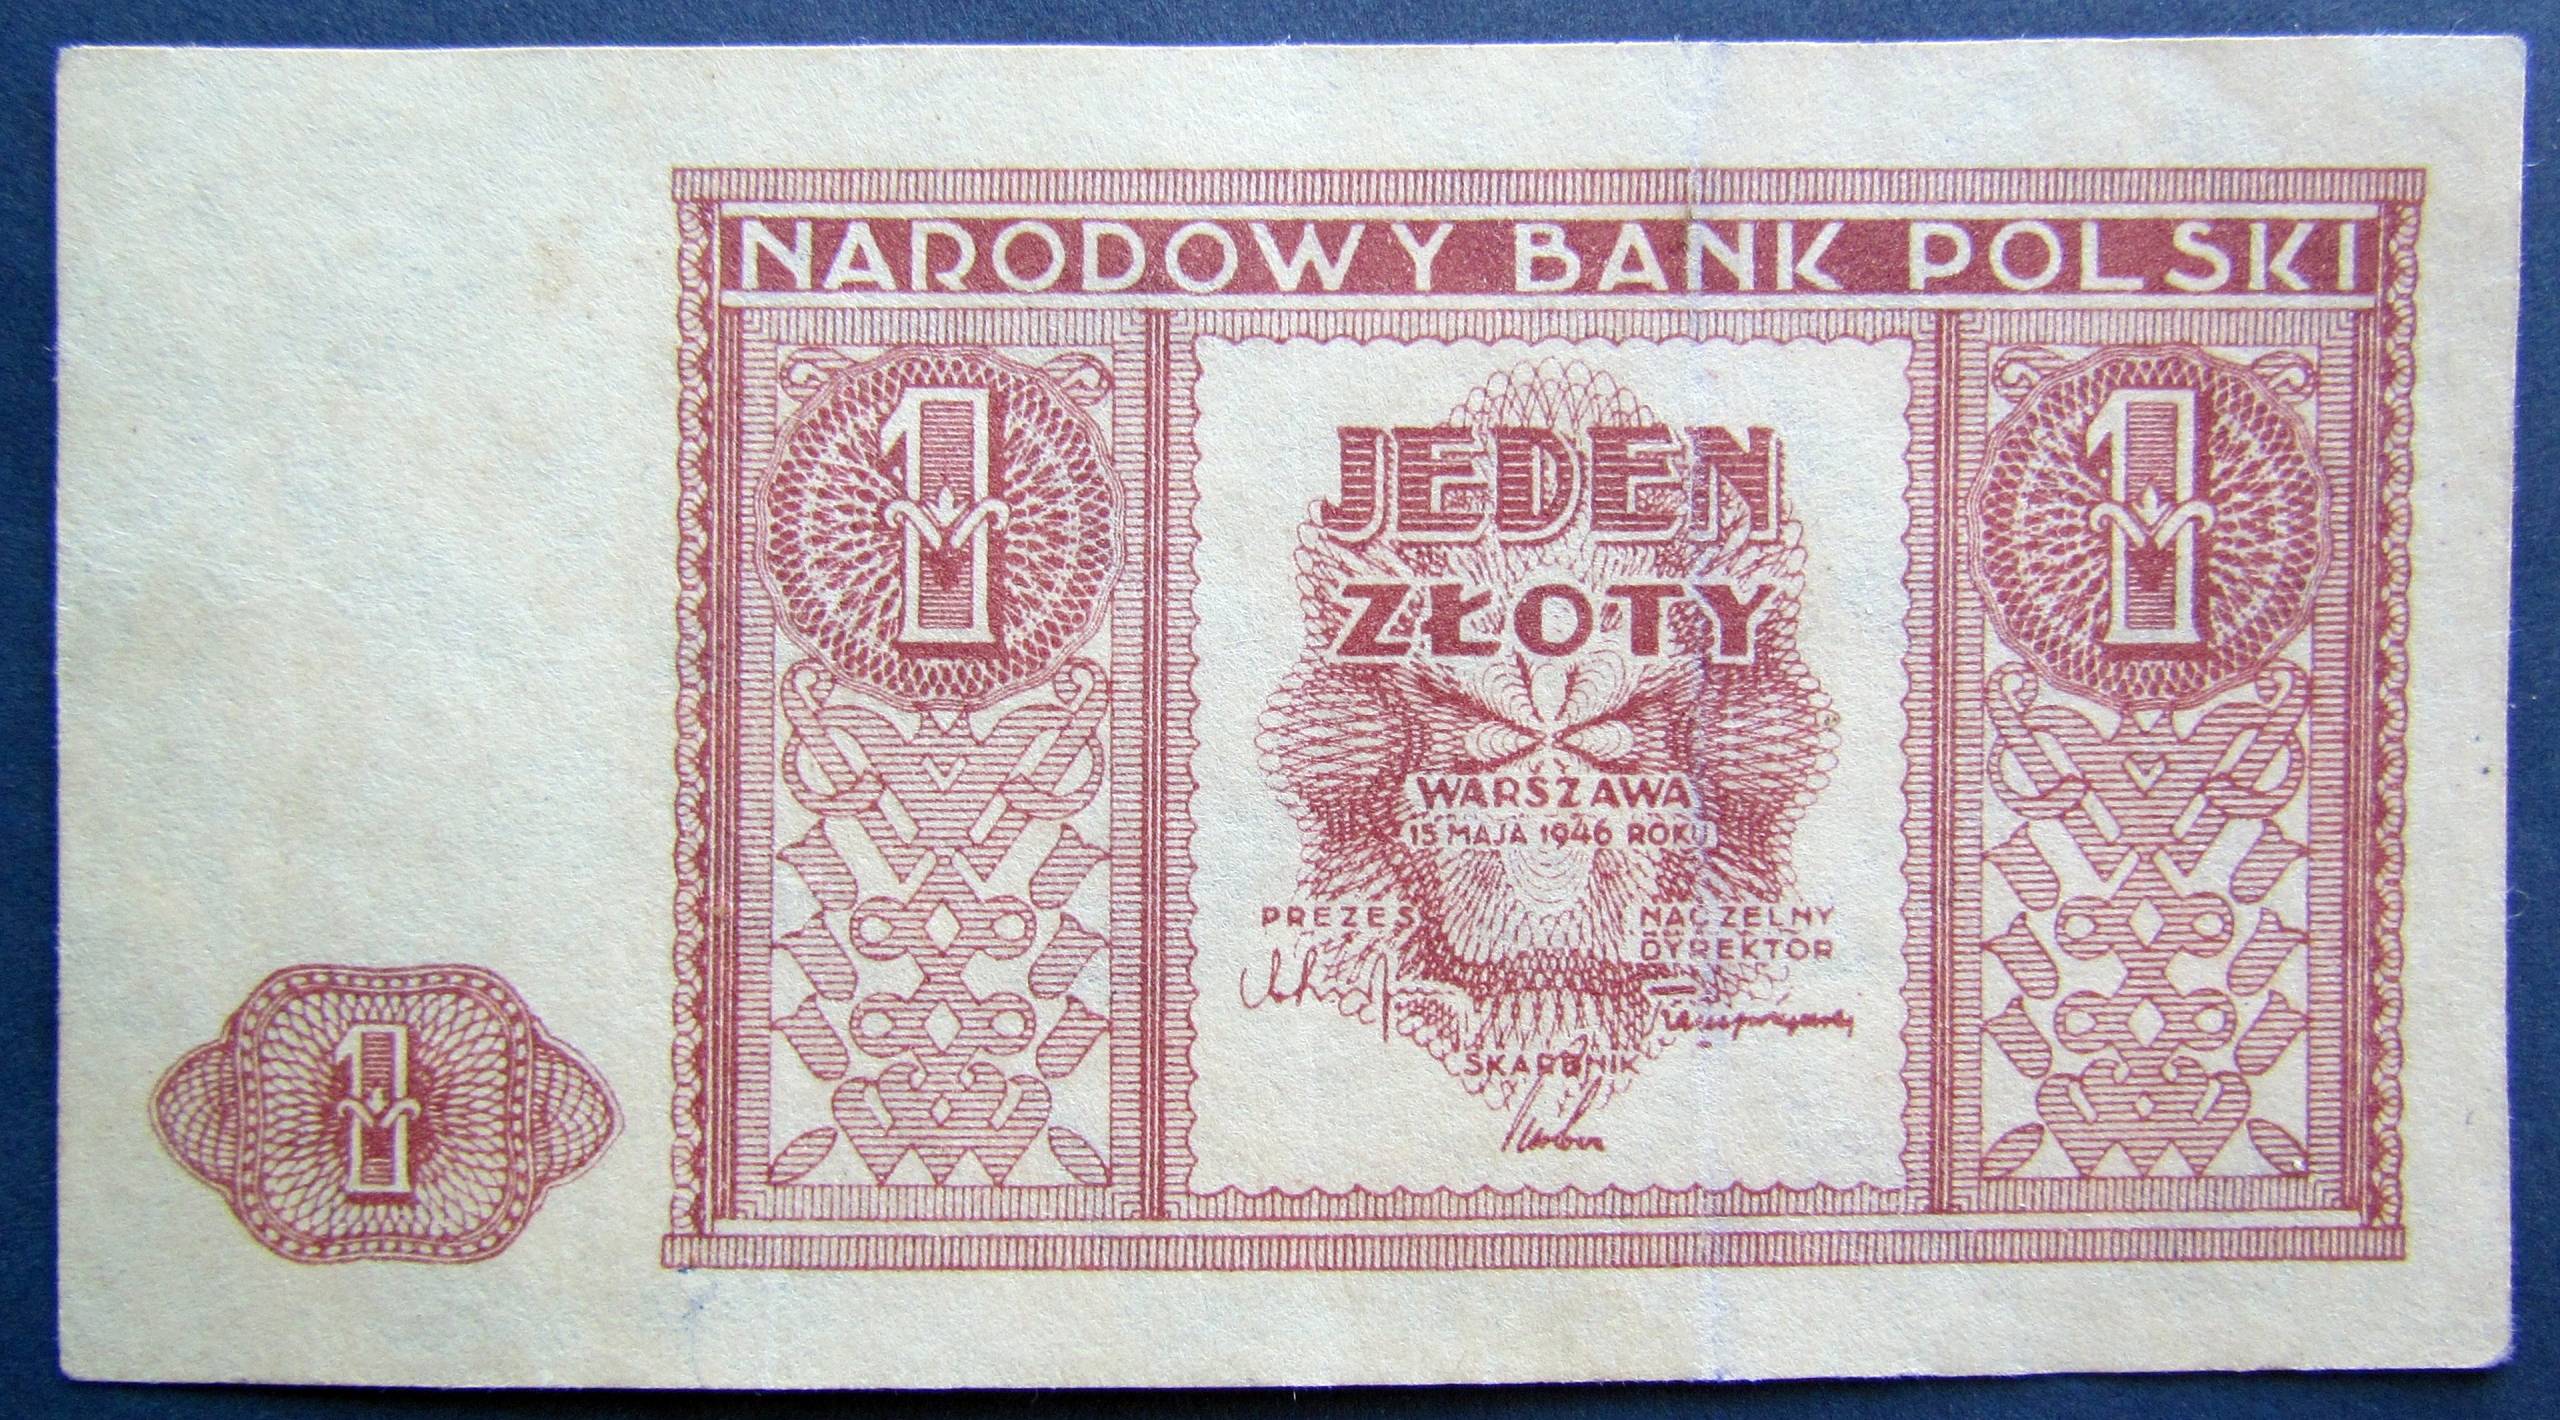 NARODOWY BANK POLSKI
1
1
JEDEN
ZŁOTY
WARSZAWA
15 MAJA 1946 ROKU
PREZES
NACZELNY
DYREKTOR
SKARBNIK
1